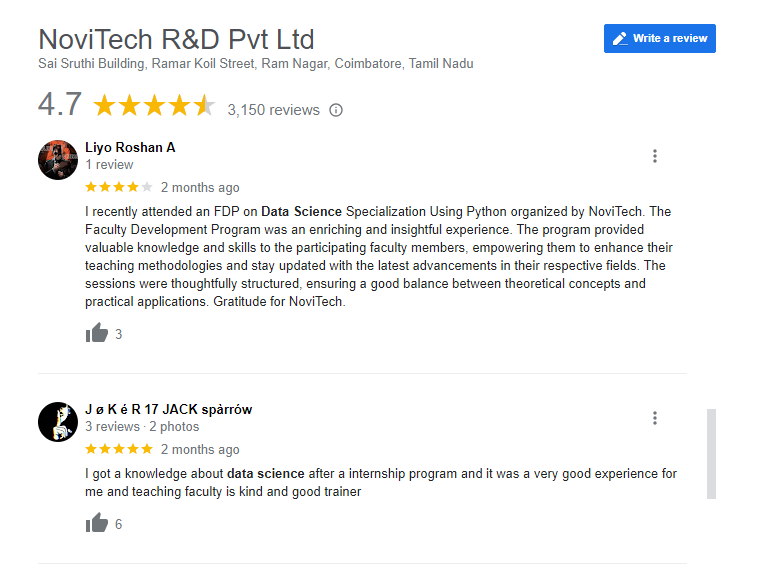 NoviTech R&D Pvt Ltd
Write a review
Sai Sruthi Building, Ramar Koil Street, Ram Nagar, Coimbatore, Tamil Nadu
4.7 3,150 reviews
Liyo Roshan A
1 review
2 months ago
I recently attended an FDP on Data Science Specialization Using Python organized by NoviTech. The
Faculty Development Program was an enriching and insightful experience. The program provided
valuable knowledge and skills to the participating faculty members, empowering them to enhance their
teaching methodologies and stay updated with the latest advancements in their respective fields. The
sessions were thoughtfully structured, ensuring a good balance between theoretical concepts and
practical applications. Gratitude for NoviTech.
3
J ø K é R 17 JACK spàrrów
3 reviews · 2 photos
2 months ago
I got a knowledge about data science after a internship program and it was a very good experience for
me and teaching faculty is kind and good trainer
6